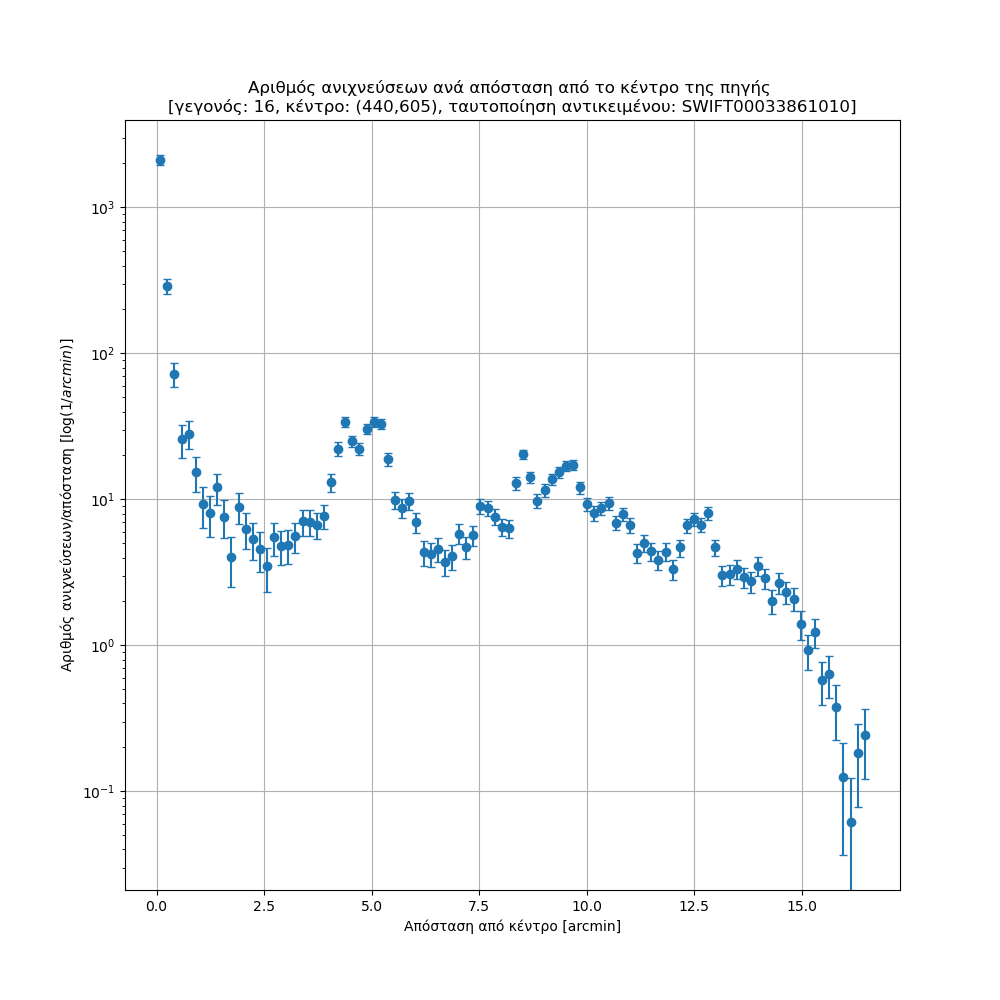 Αριθμός ανιχνεύσεων ανά απόσταση από το κέντρο της πηγής
[γεγονός: 16, κέντρο: (440,605), ταυτοποίηση αντικειμένου: SWIFT00033861010]
Αριθμός ανιχνεύσεων/απόσταση [log(1/arcmin)]
10³
10²
10¹
10⁰
10⁻¹
0.0 2.5 5.0 7.5 10.0 12.5 15.0
Απόσταση από κέντρο [arcmin]